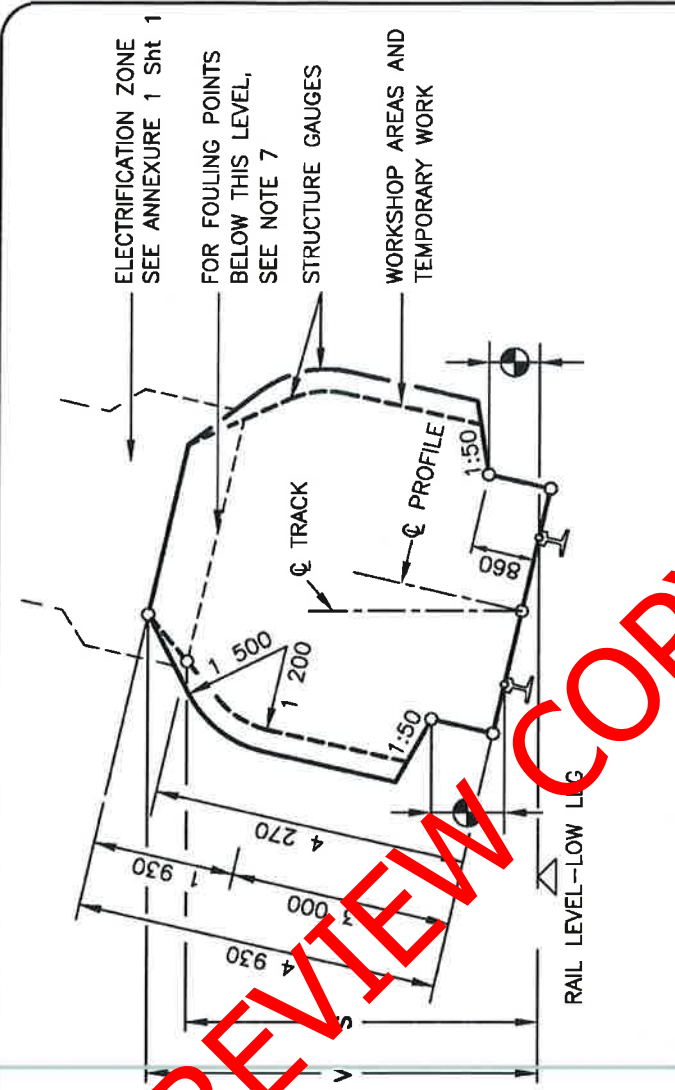 ELECTRIFICATION ZONE
SEE ANNEXURE 1 Sht 1
FOR FOULING POINTS
BELOW THIS LEVEL,
SEE NOTE 7
STRUCTURE GAUGES
WORKSHOP AREAS AND
TEMPORARY WORK
℄ TRACK
℄ PROFILE
1:50
860
1 500
1 200
1:50
4 270
1 930
3 000
4 930
S
V
RAIL LEVEL-LOW LEG
REVIEW COPY